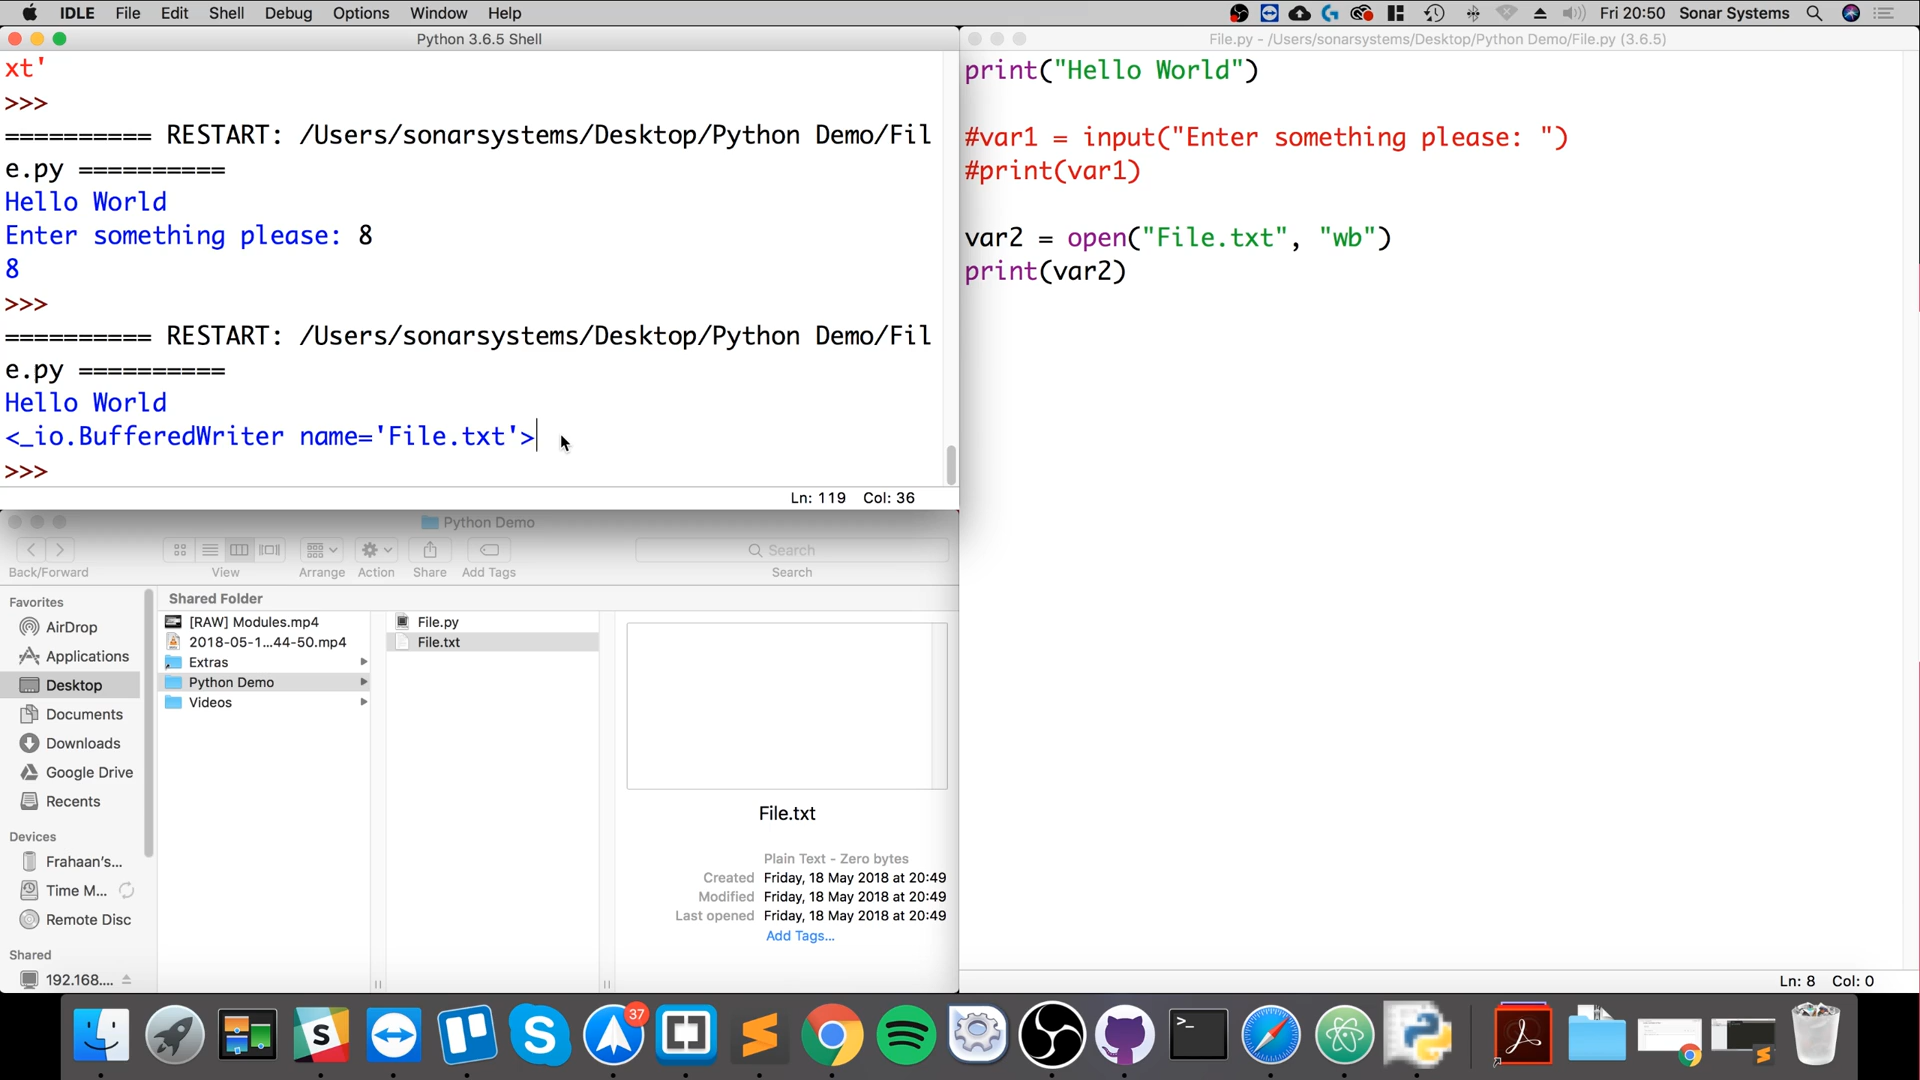 IDLE File Edit Shell Debug Options Window Help
Fri 20:50 Sonar Systems
Python 3.6.5 Shell
xt'
>>>
========== RESTART: /Users/sonarsystems/Desktop/Python Demo/Fil
e.py ==========
Hello World
Enter something please: 8
8
>>>
========== RESTART: /Users/sonarsystems/Desktop/Python Demo/Fil
e.py ==========
Hello World
<_io.BufferedWriter name='File.txt'>
>>>
Ln: 119 Col: 36
File.py - /Users/sonarsystems/Desktop/Python Demo/File.py (3.6.5)
print("Hello World")
#var1 = input("Enter something please: ")
#print(var1)
var2 = open("File.txt", "wb")
print(var2)
Ln: 8 Col: 0
Python Demo
Search
Back/Forward View Arrange Action Share Add Tags Search
Favorites
AirDrop
Applications
Desktop
Documents
Downloads
Google Drive
Recents
Devices
Frahaan's...
Time M...
Remote Disc
Shared
192.168....
Shared Folder
[RAW] Modules.mp4
2018-05-1...44-50.mp4
Extras
Python Demo
Videos
File.py
File.txt
File.txt
Plain Text - Zero bytes
Created Friday, 18 May 2018 at 20:49
Modified Friday, 18 May 2018 at 20:49
Last opened Friday, 18 May 2018 at 20:49
Add Tags...
37